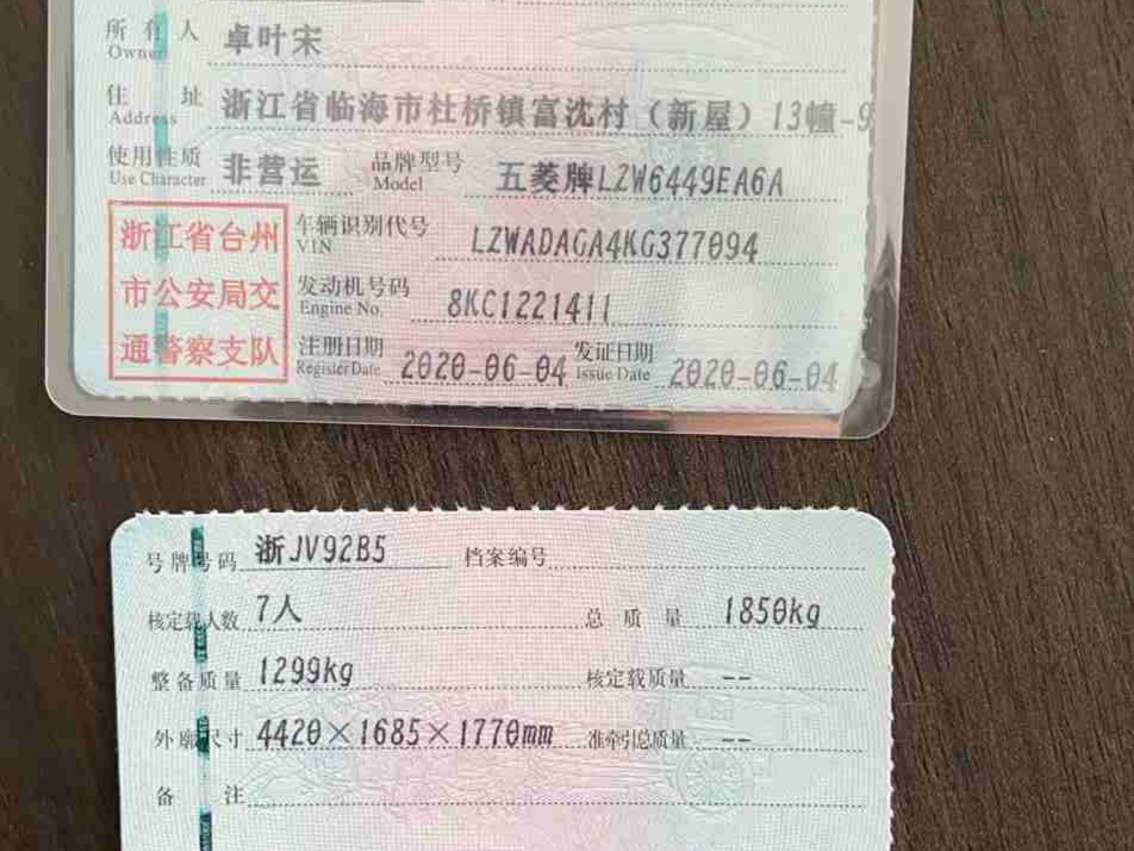 所有人 卓叶宋
Owner
住址 浙江省临海市杜桥镇富沈村（新屋）13幢-9
Address
使用性质 非营运 品牌型号 五菱牌LZW6449EA6A
Use Character Model
浙江省台州 车辆识别代号 LZWADAGA4KG377094
VIN
市公安局交 发动机号码 8KC1221411
Engine No.
通警察支队 注册日期 2020-06-04 发证日期 2020-06-04
Register Date Issue Date
号牌号码 浙JV92B5 档案编号
核定载人数 7人 总质量 1850kg
整备质量 1299kg 核定载质量 --
外廓尺寸 4420×1685×1770mm 准牵引总质量 --
备注